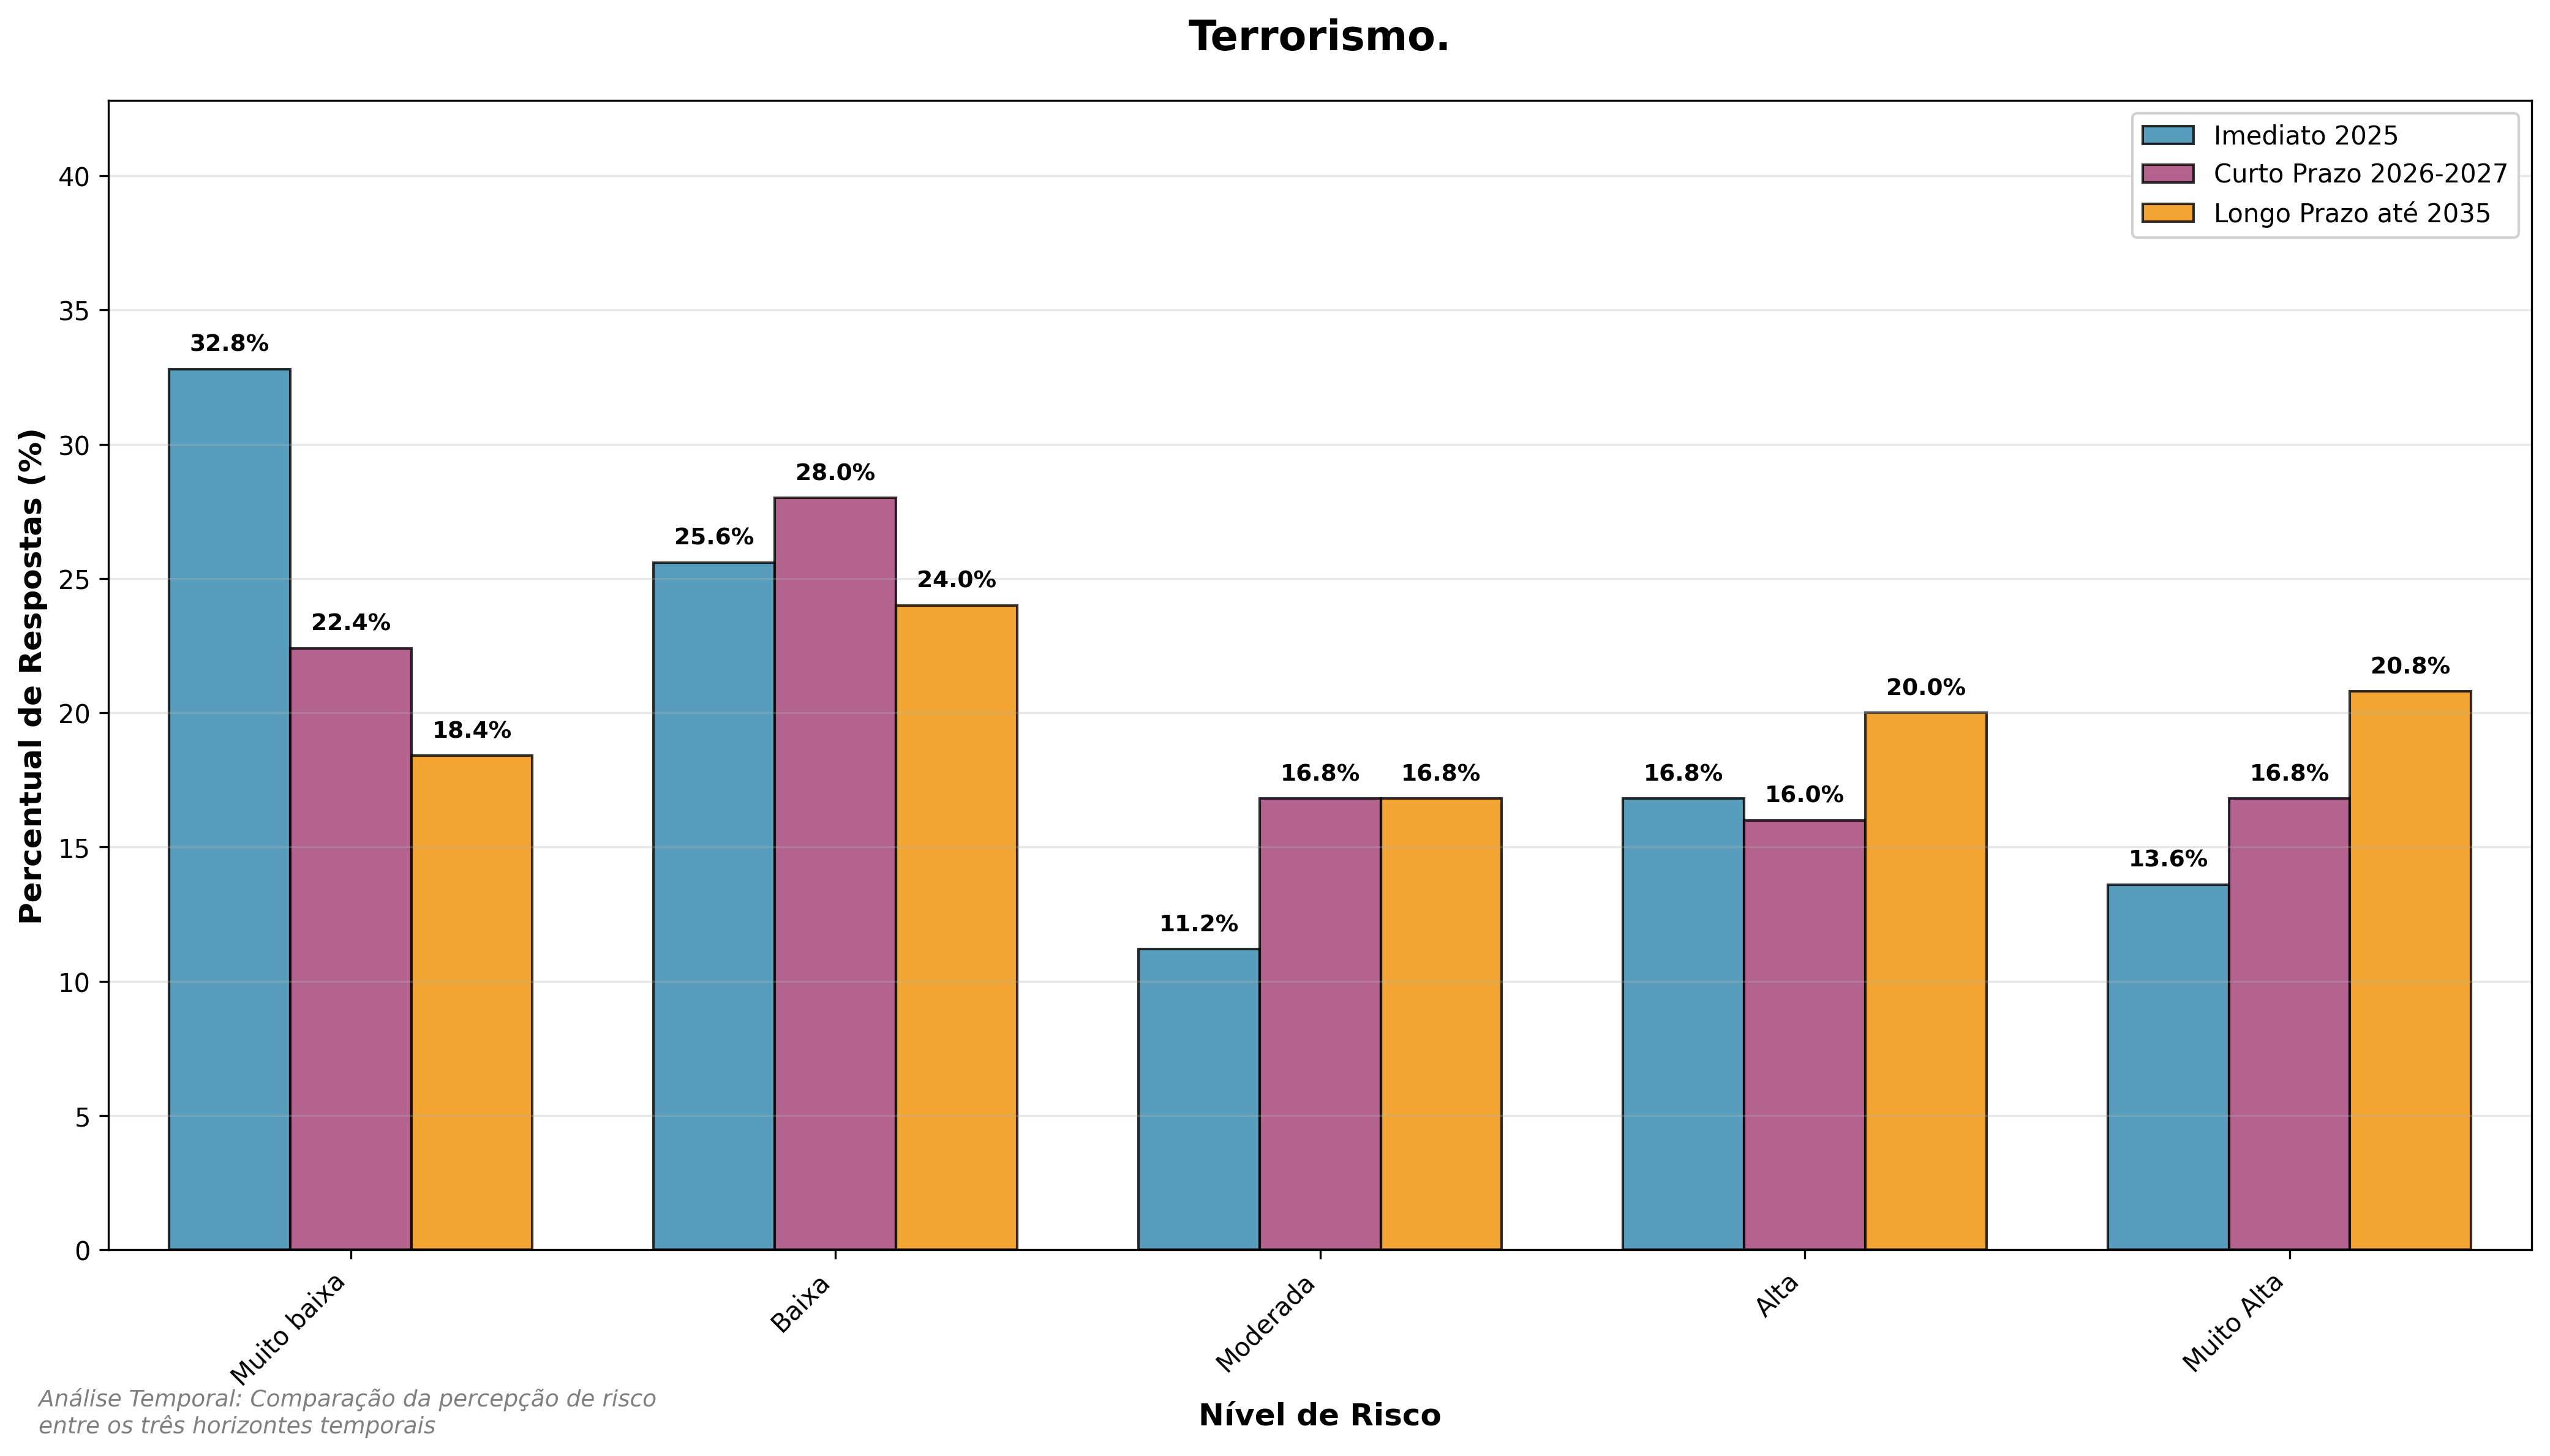 Terrorismo.
Imediato 2025
Curto Prazo 2026-2027
Longo Prazo até 2035
Percentual de Respostas (%)
40
35
30
25
20
15
10
5
0
32.8%
22.4%
18.4%
25.6%
28.0%
24.0%
11.2%
16.8%
16.8%
16.8%
16.0%
20.0%
13.6%
16.8%
20.8%
Muito baixa
Baixa
Moderada
Alta
Muito Alta
Nível de Risco
Análise Temporal: Comparação da percepção de risco
entre os três horizontes temporais